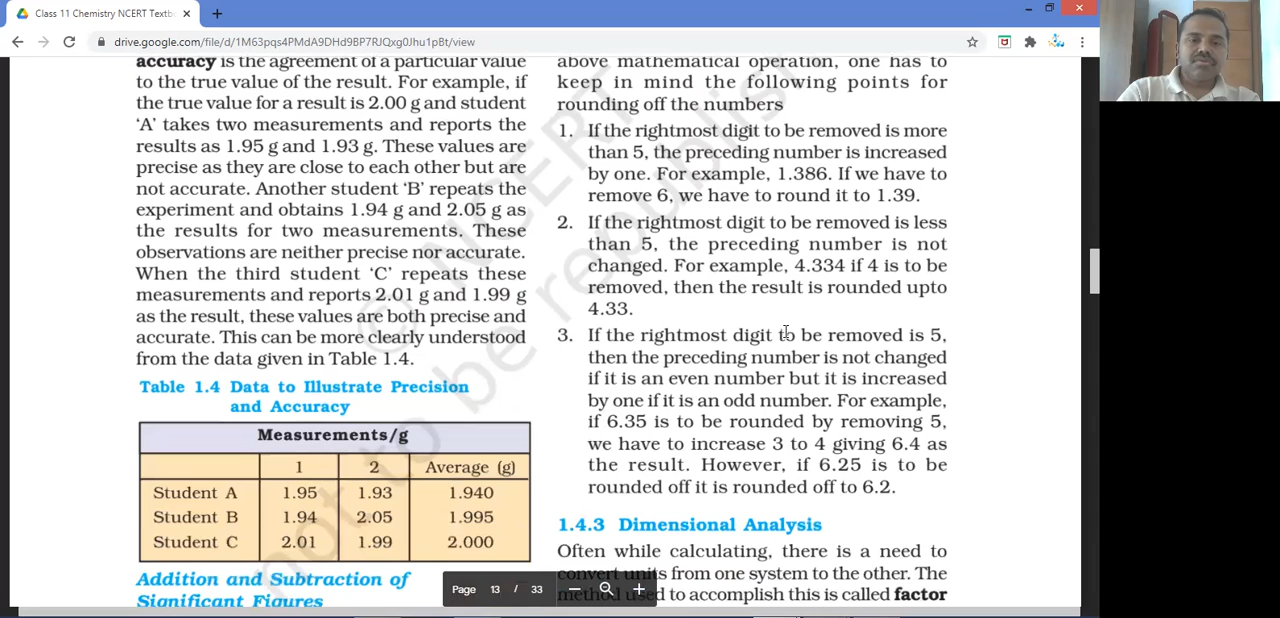 Class 11 Chemistry NCERT Textb
drive.google.com/file/d/1M63pqs4PMdA9DHd9BP7RJQxg0Jhu1pBt/view
accuracy is the agreement of a particular value
to the true value of the result. For example, if
the true value for a result is 2.00 g and student
‘A’ takes two measurements and reports the
results as 1.95 g and 1.93 g. These values are
precise as they are close to each other but are
not accurate. Another student ‘B’ repeats the
experiment and obtains 1.94 g and 2.05 g as
the results for two measurements. These
observations are neither precise nor accurate.
When the third student ‘C’ repeats these
measurements and reports 2.01 g and 1.99 g
as the result, these values are both precise and
accurate. This can be more clearly understood
from the data given in Table 1.4.
Table 1.4 Data to Illustrate Precision
and Accuracy
Measurements/g
1 2 Average (g)
Student A 1.95 1.93 1.940
Student B 1.94 2.05 1.995
Student C 2.01 1.99 2.000
Addition and Subtraction of
Significant Figures
above mathematical operation, one has to
keep in mind the following points for
rounding off the numbers
1. If the rightmost digit to be removed is more
than 5, the preceding number is increased
by one. For example, 1.386. If we have to
remove 6, we have to round it to 1.39.
2. If the rightmost digit to be removed is less
than 5, the preceding number is not
changed. For example, 4.334 if 4 is to be
removed, then the result is rounded upto
4.33.
3. If the rightmost digit to be removed is 5,
then the preceding number is not changed
if it is an even number but it is increased
by one if it is an odd number. For example,
if 6.35 is to be rounded by removing 5,
we have to increase 3 to 4 giving 6.4 as
the result. However, if 6.25 is to be
rounded off it is rounded off to 6.2.
1.4.3 Dimensional Analysis
Often while calculating, there is a need to
convert units from one system to the other. The
method used to accomplish this is called factor
© NCERT
not to be republis
Page 13 / 33